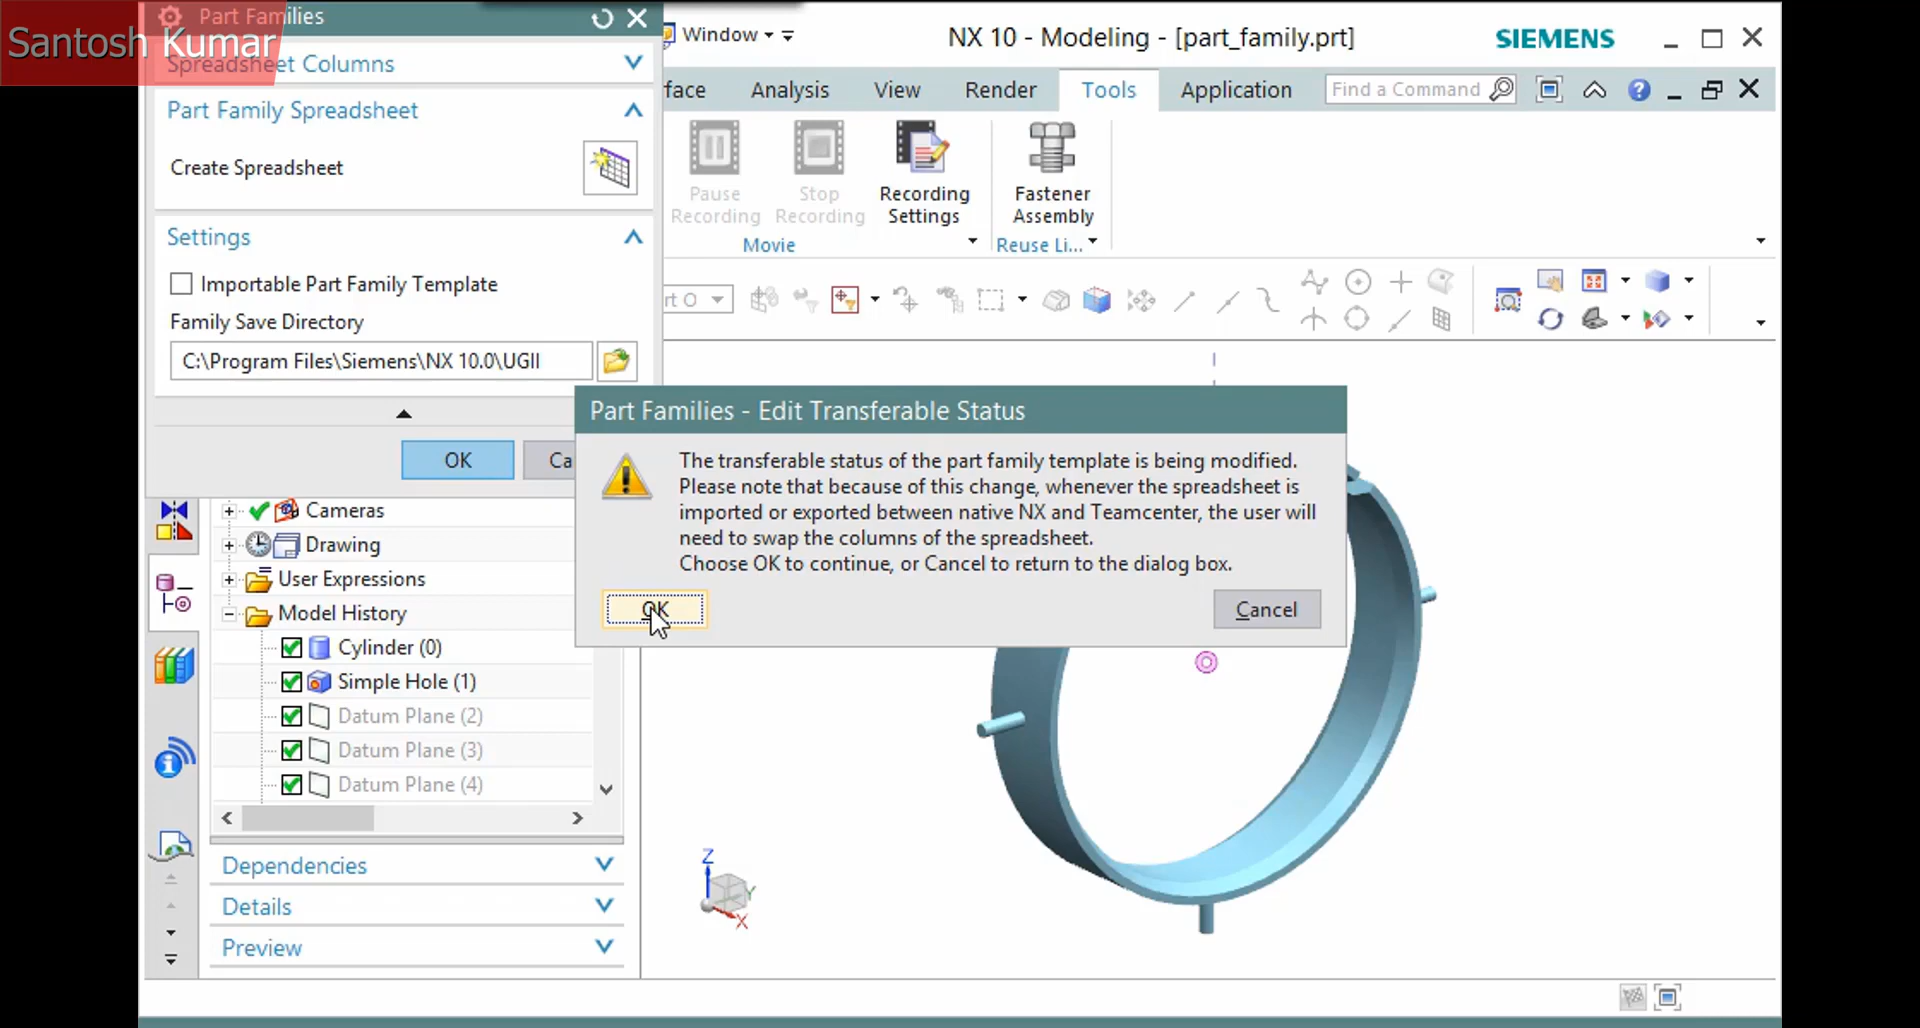 Santosh Kumar
Part Families
Window
NX 10 - Modeling - [part_family.prt]
SIEMENS
Spreadsheet Columns
face
Analysis
View
Render
Tools
Application
Find a Command
Part Family Spreadsheet
Create Spreadsheet
Pause
Recording
Stop
Recording
Recording
Settings
Fastener
Assembly
Movie
Reuse Li...
Settings
Importable Part Family Template
rt O
Family Save Directory
C:\Program Files\Siemens\NX 10.0\UGII
OK
Ca
Part Families - Edit Transferable Status
The transferable status of the part family template is being modified.
Please note that because of this change, whenever the spreadsheet is
imported or exported between native NX and Teamcenter, the user will
need to swap the columns of the spreadsheet.
Choose OK to continue, or Cancel to return to the dialog box.
OK
Cancel
Cameras
Drawing
User Expressions
Model History
Cylinder (0)
Simple Hole (1)
Datum Plane (2)
Datum Plane (3)
Datum Plane (4)
Dependencies
Details
Preview
Z
Y
X